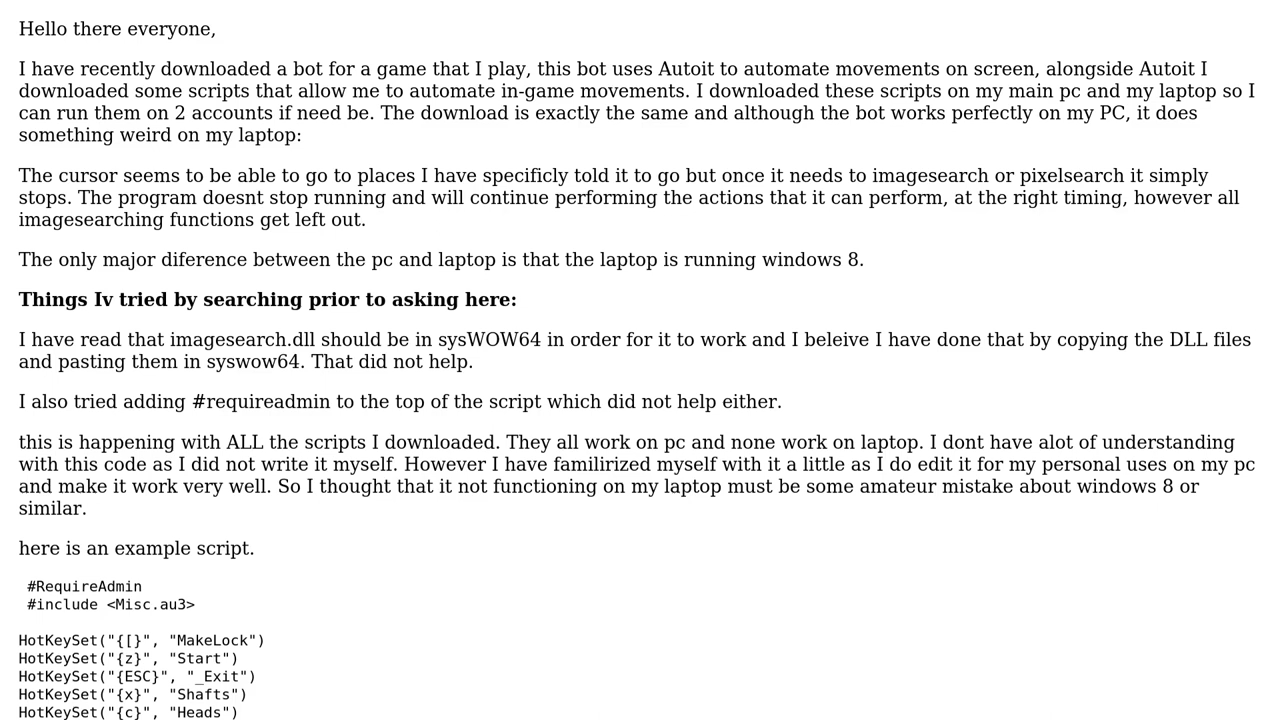 Hello there everyone,
I have recently downloaded a bot for a game that I play, this bot uses Autoit to automate movements on screen, alongside Autoit I
downloaded some scripts that allow me to automate in-game movements. I downloaded these scripts on my main pc and my laptop so I
can run them on 2 accounts if need be. The download is exactly the same and although the bot works perfectly on my PC, it does
something weird on my laptop:
The cursor seems to be able to go to places I have specificly told it to go but once it needs to imagesearch or pixelsearch it simply
stops. The program doesnt stop running and will continue performing the actions that it can perform, at the right timing, however all
imagesearching functions get left out.
The only major diference between the pc and laptop is that the laptop is running windows 8.
Things Iv tried by searching prior to asking here:
I have read that imagesearch.dll should be in sysWOW64 in order for it to work and I beleive I have done that by copying the DLL files
and pasting them in syswow64. That did not help.
I also tried adding #requireadmin to the top of the script which did not help either.
this is happening with ALL the scripts I downloaded. They all work on pc and none work on laptop. I dont have alot of understanding
with this code as I did not write it myself. However I have familirized myself with it a little as I do edit it for my personal uses on my pc
and make it work very well. So I thought that it not functioning on my laptop must be some amateur mistake about windows 8 or
similar.
here is an example script.
#RequireAdmin
#include <Misc.au3>
HotKeySet("{[}", "MakeLock")
HotKeySet("{z}", "Start")
HotKeySet("{ESC}", "_Exit")
HotKeySet("{x}", "Shafts")
HotKeySet("{c}", "Heads")